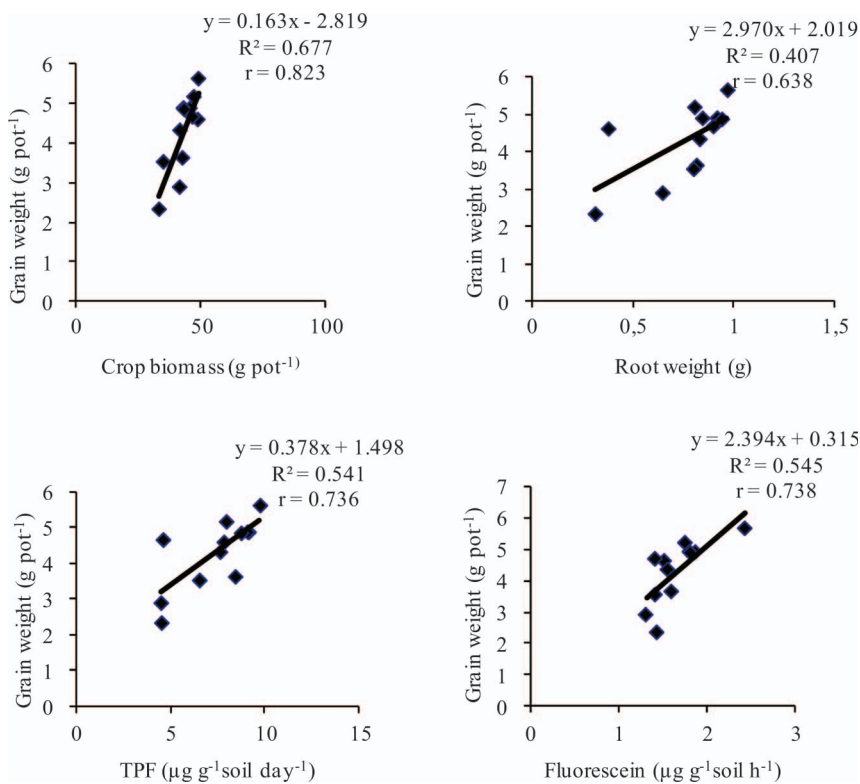 y = 0.163x - 2.819
R² = 0.677
r = 0.823
6
5
4
3
2
1
0
Grain weight (g pot⁻¹)
0 50 100
Crop biomass (g pot⁻¹)
y = 2.970x + 2.019
R² = 0.407
r = 0.638
6
5
4
3
2
1
0
Grain weight (g pot⁻¹)
0 0,5 1 1,5
Root weight (g)
y = 0.378x + 1.498
R² = 0.541
r = 0.736
6
5
4
3
2
1
0
Grain weight (g pot⁻¹)
0 5 10 15
TPF (µg g⁻¹soil day⁻¹)
y = 2.394x + 0.315
R² = 0.545
r = 0.738
7
6
5
4
3
2
1
0
Grain weight (g pot⁻¹)
0 1 2 3
Fluorescein (µg g⁻¹soil h⁻¹)